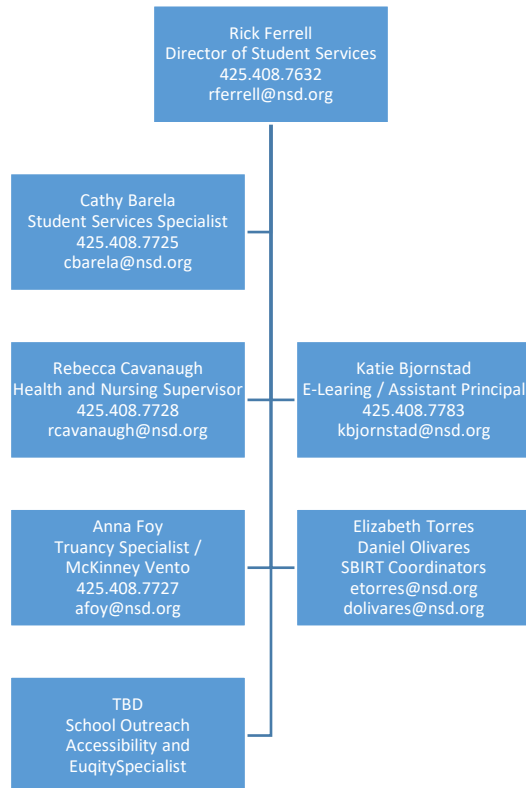 Rick Ferrell
Director of Student Services
425.408.7632
rferrell@nsd.org
Cathy Barela
Student Services Specialist
425.408.7725
cbarela@nsd.org
Rebecca Cavanaugh
Health and Nursing Supervisor
425.408.7728
rcavanaugh@nsd.org
Katie Bjornstad
E-Learing / Assistant Principal
425.408.7783
kbjornstad@nsd.org
Anna Foy
Truancy Specialist /
McKinney Vento
425.408.7727
afoy@nsd.org
Elizabeth Torres
Daniel Olivares
SBIRT Coordinators
etorres@nsd.org
dolivares@nsd.org
TBD
School Outreach
Accessibility and
EuqitySpecialist